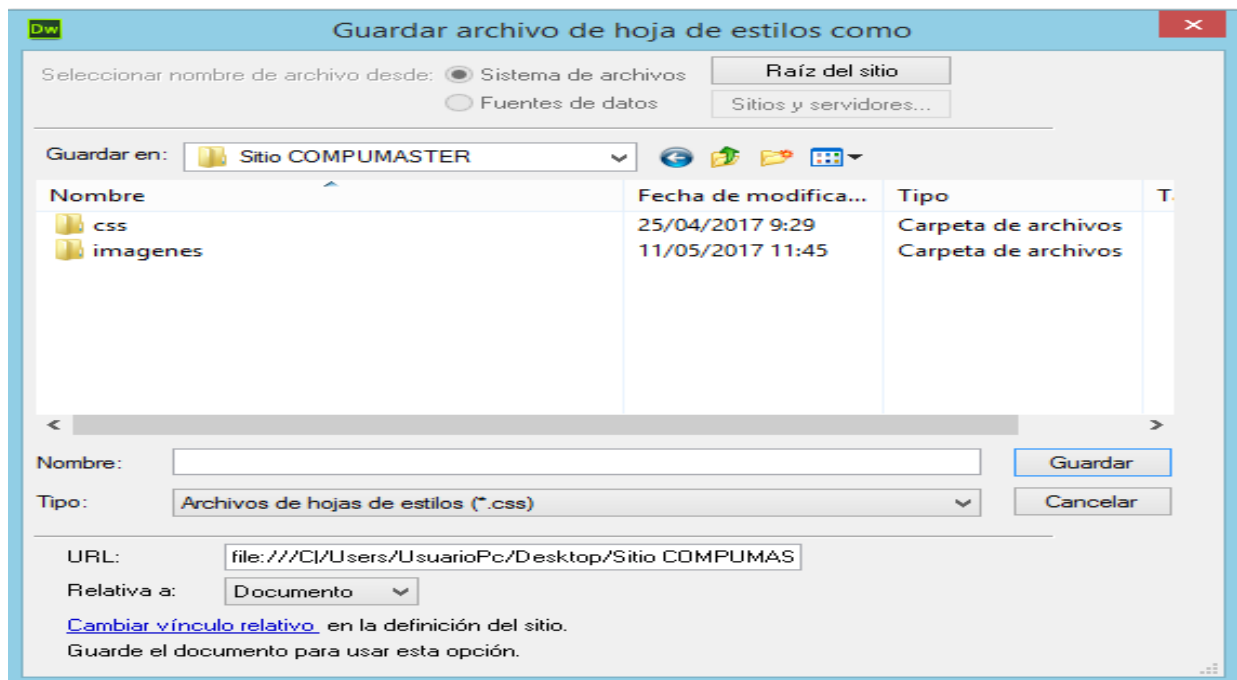 Dw Guardar archivo de hoja de estilos como
Seleccionar nombre de archivo desde: Sistema de archivos Raíz del sitio
Fuentes de datos Sitios y servidores...
Guardar en: Sitio COMPUMASTER
Nombre Fecha de modifica... Tipo T
css 25/04/2017 9:29 Carpeta de archivos
imagenes 11/05/2017 11:45 Carpeta de archivos
Nombre: Guardar
Tipo: Archivos de hojas de estilos (*.css) Cancelar
URL: file:///C|/Users/UsuarioPc/Desktop/Sitio COMPUMAS
Relativa a: Documento
Cambiar vínculo relativo en la definición del sitio.
Guarde el documento para usar esta opción.